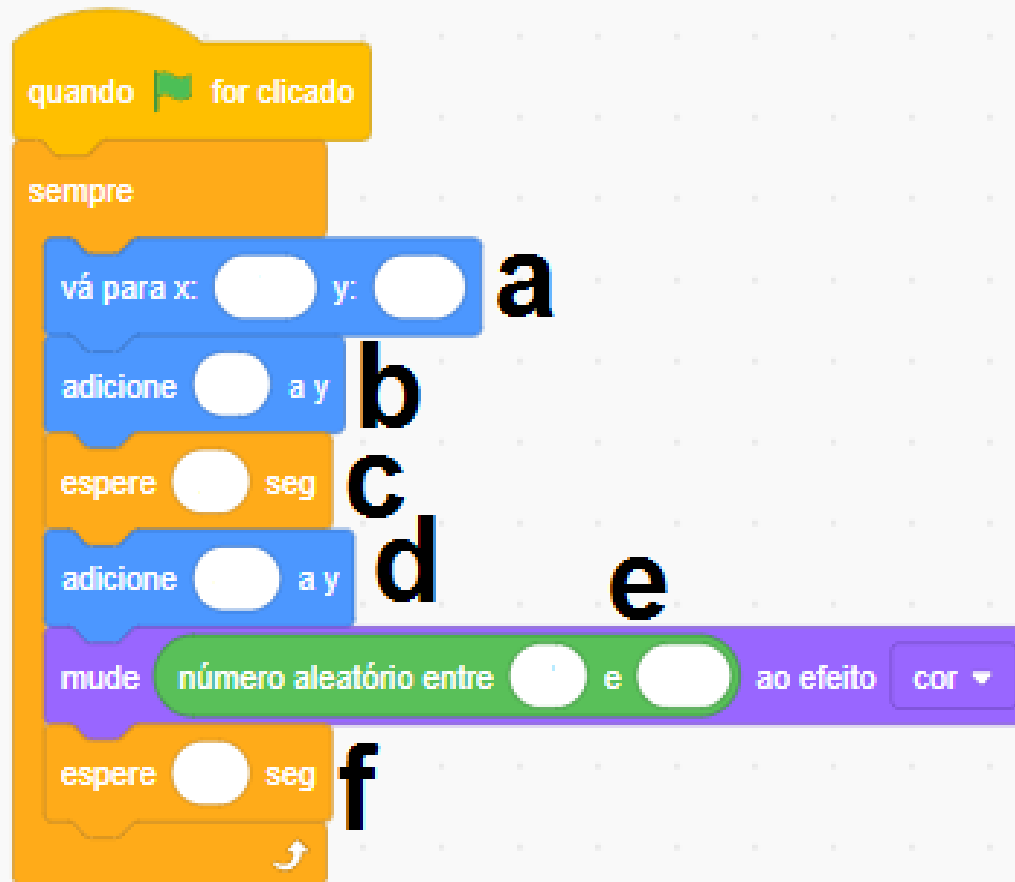 quando for clicado
sempre
vá para x: y: a
adicione a y b
espere seg c
adicione a y d
e
mude número aleatório entre e ao efeito cor
espere seg f